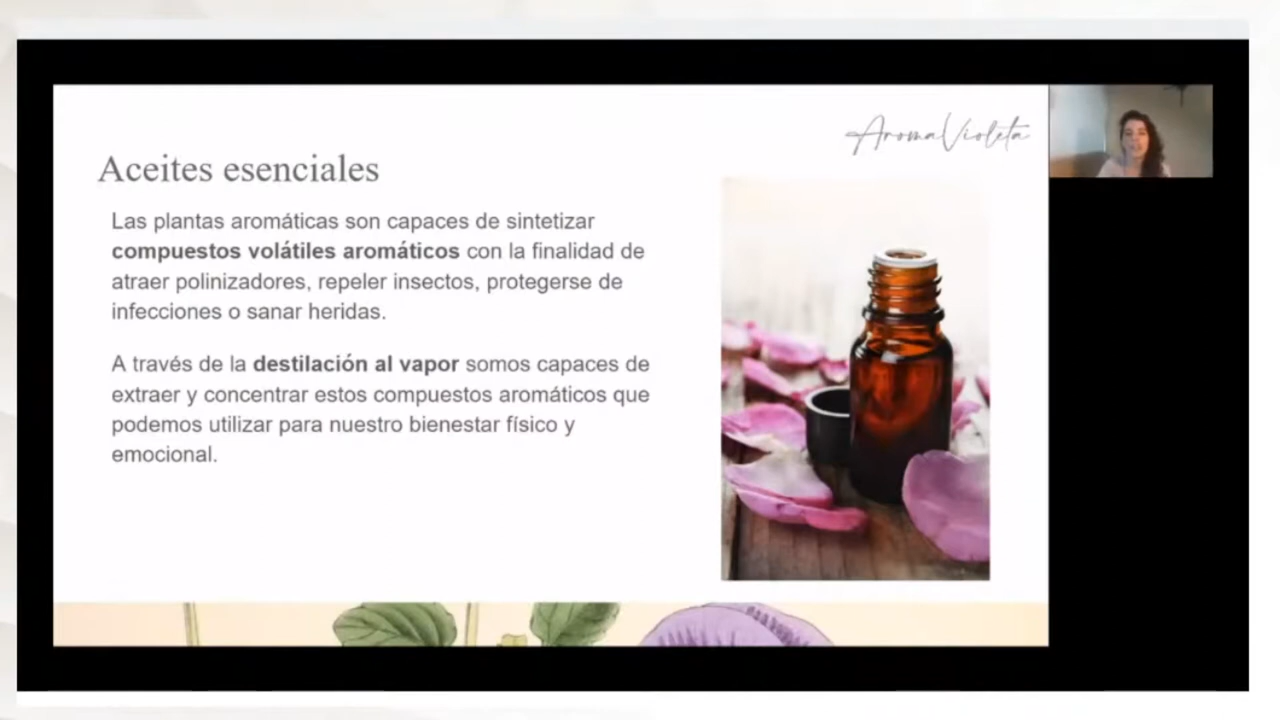 AromaVioleta
Aceites esenciales
Las plantas aromáticas son capaces de sintetizar
compuestos volátiles aromáticos con la finalidad de
atraer polinizadores, repeler insectos, protegerse de
infecciones o sanar heridas.
A través de la destilación al vapor somos capaces de
extraer y concentrar estos compuestos aromáticos que
podemos utilizar para nuestro bienestar físico y
emocional.